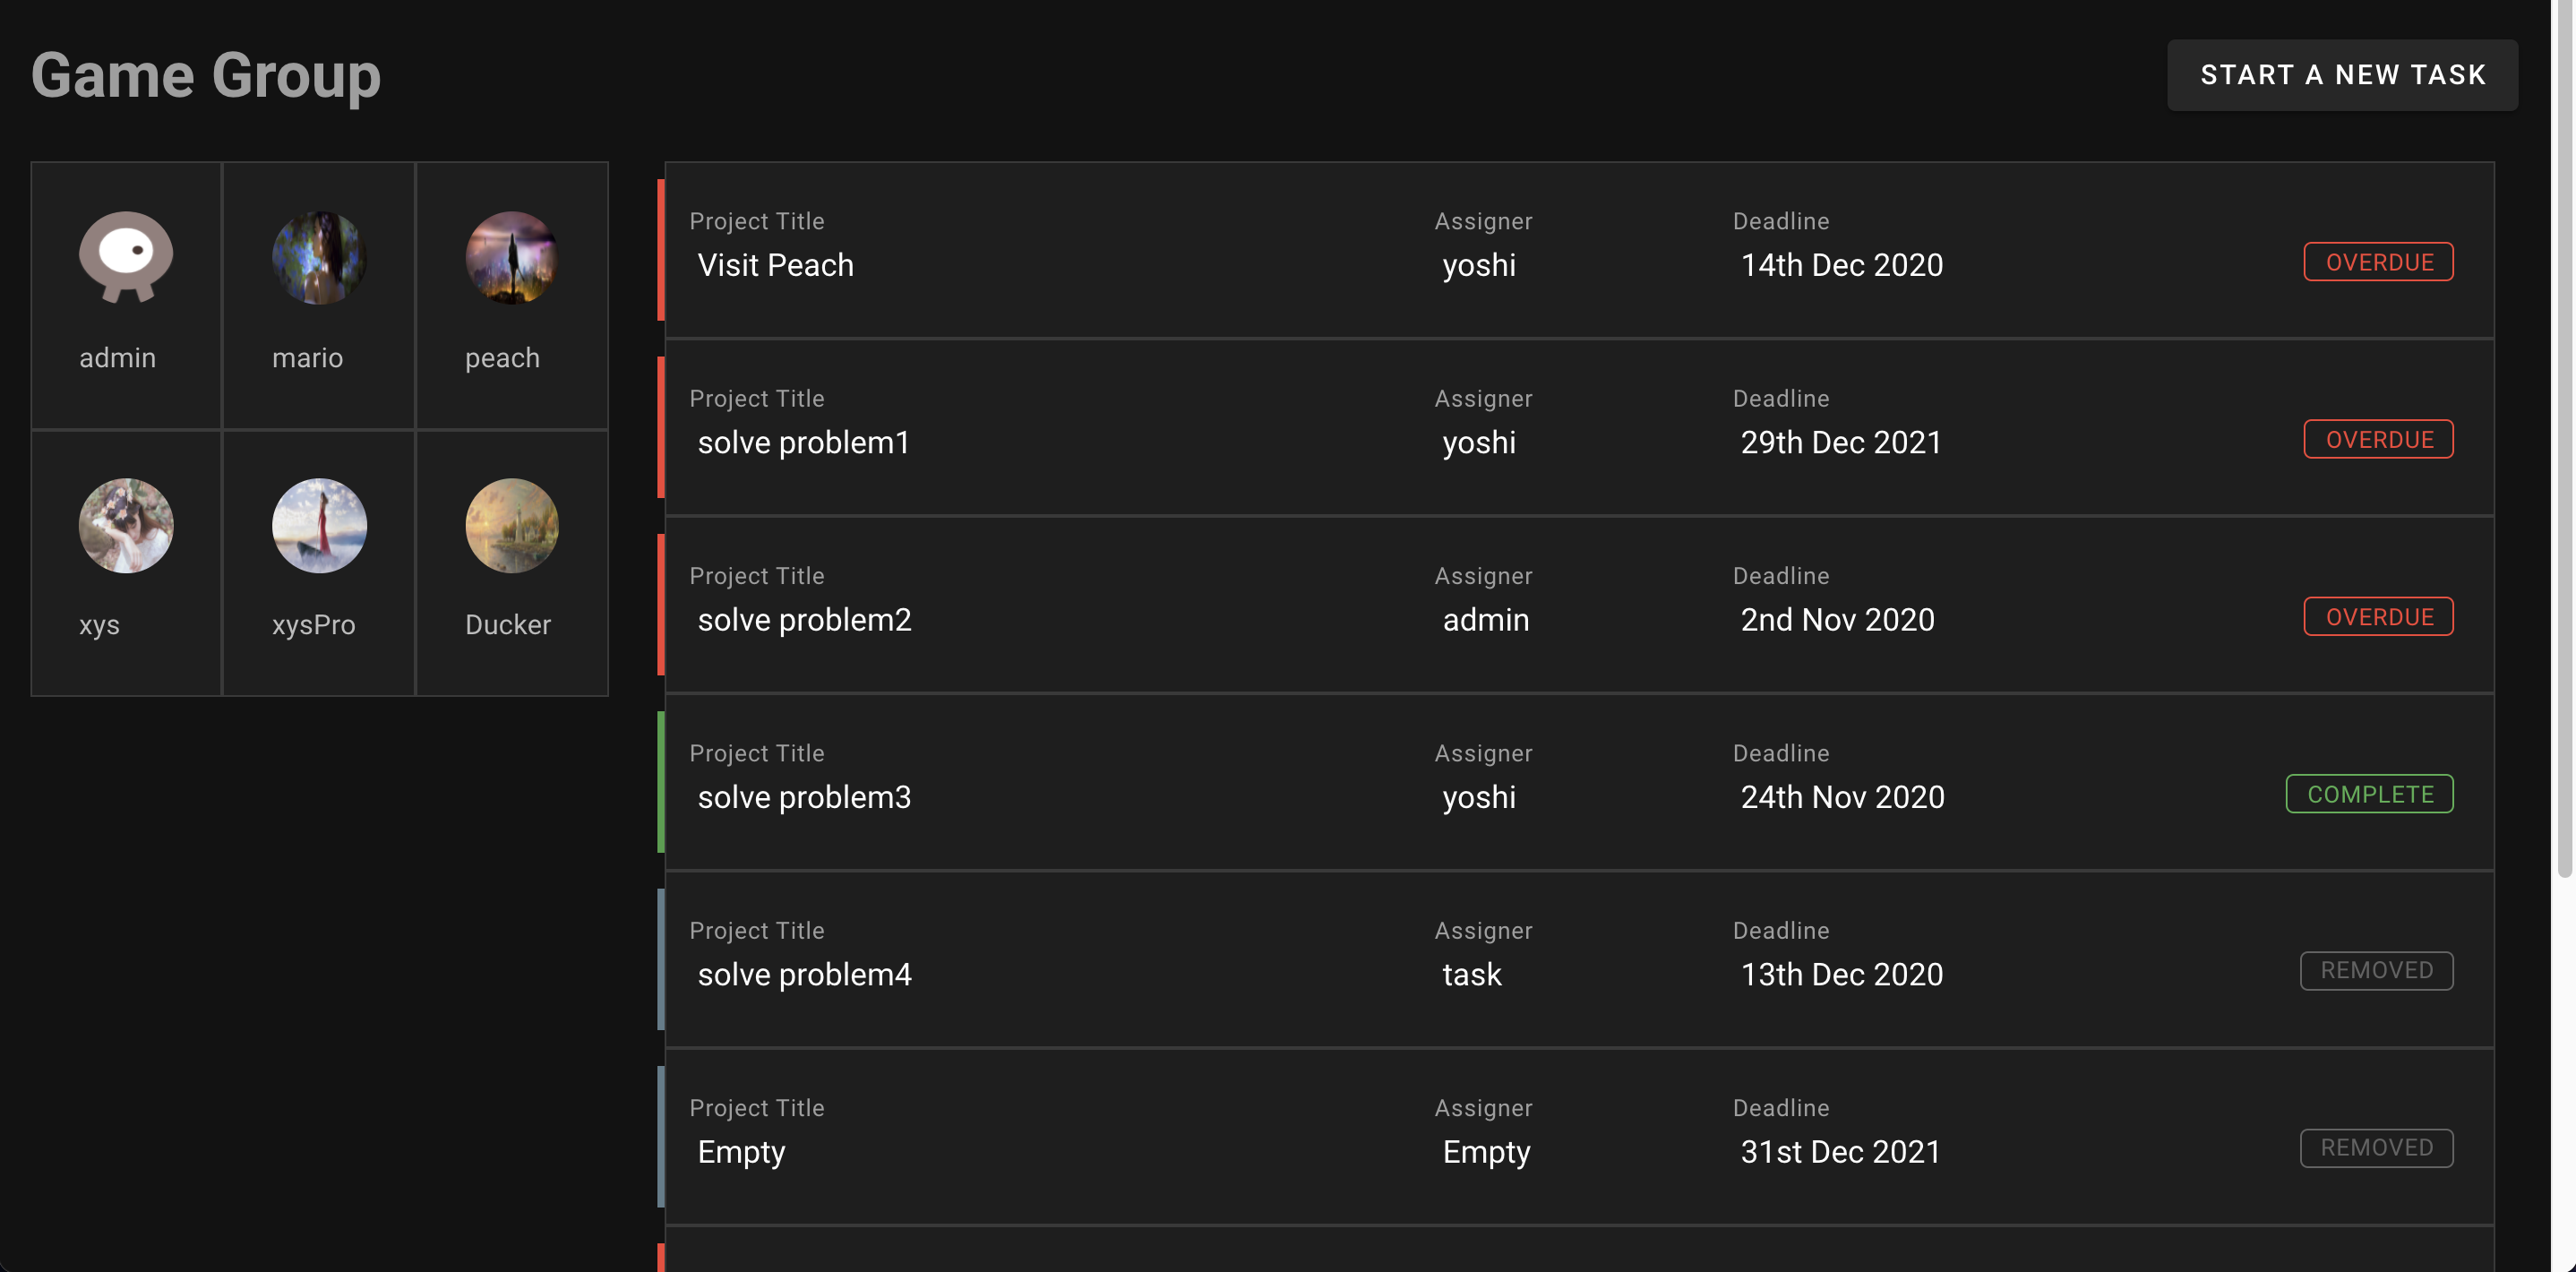 Game Group
START A NEW TASK
admin
mario
peach
xys
xysPro
Ducker
Project Title
Assigner
Deadline
Visit Peach
yoshi
14th Dec 2020
OVERDUE
Project Title
Assigner
Deadline
solve problem1
yoshi
29th Dec 2021
OVERDUE
Project Title
Assigner
Deadline
solve problem2
admin
2nd Nov 2020
OVERDUE
Project Title
Assigner
Deadline
solve problem3
yoshi
24th Nov 2020
COMPLETE
Project Title
Assigner
Deadline
solve problem4
task
13th Dec 2020
REMOVED
Project Title
Assigner
Deadline
Empty
Empty
31st Dec 2021
REMOVED